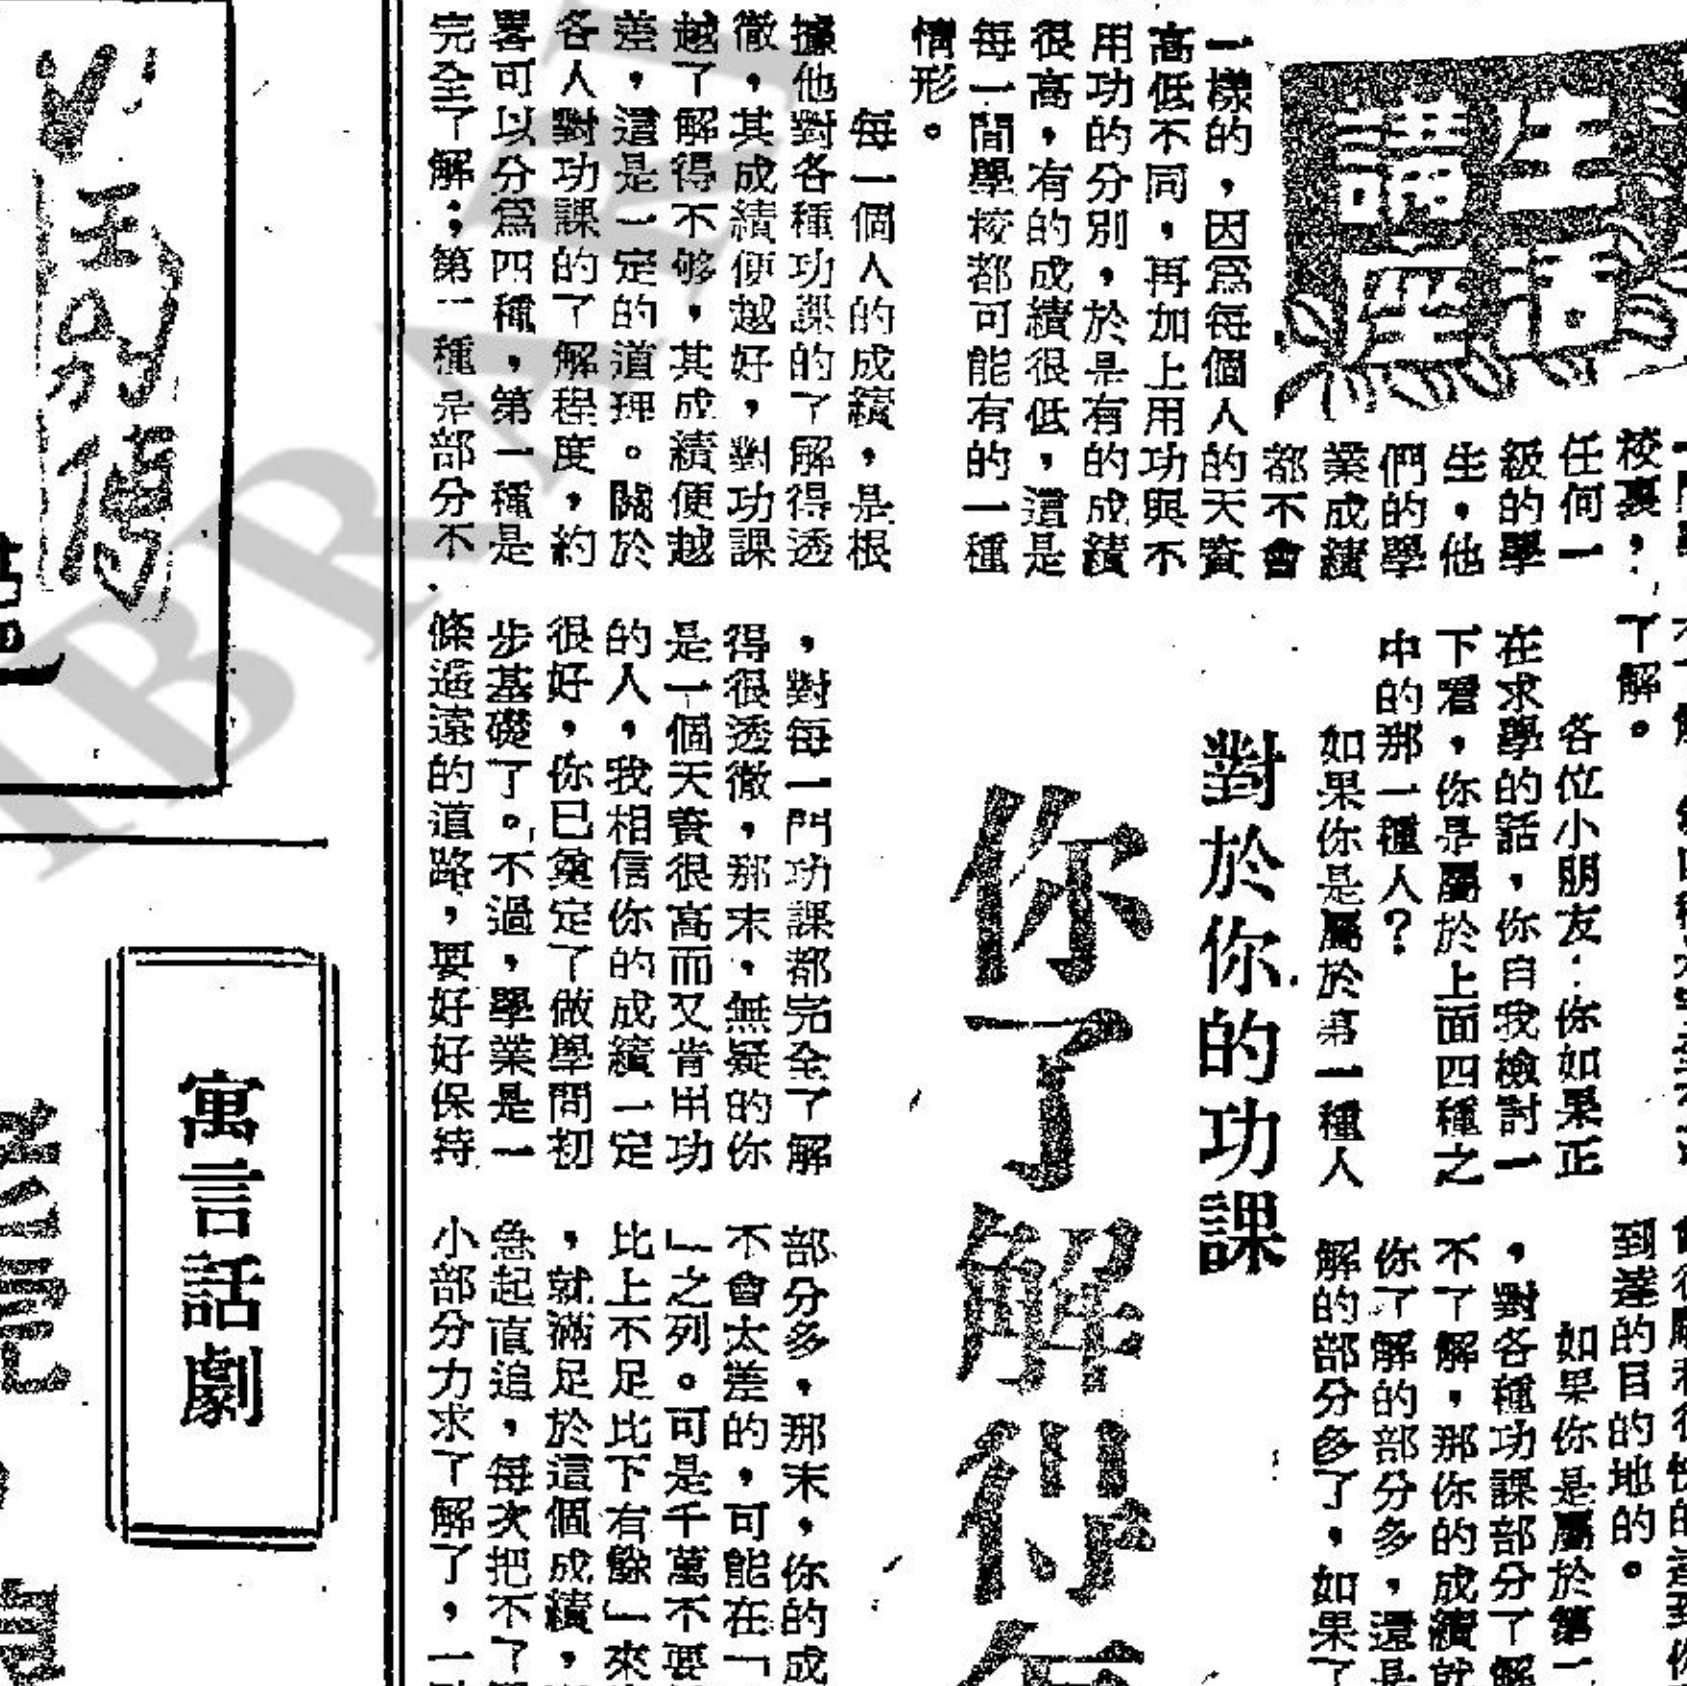 生活
講座
校裏，
任何一
級的學
生，他
們的學
業成績
都不會
一樣的，因爲每個人的天資
高低不同，再加上用功與不
用功的分別，於是有的成績
很高，有的成績很低，這是
每一間學校都可能有的一種
情形。
每一個人的成績，是根
據他對各種功課的了解得透
徹，其成績便越好，對功課
越了解得不够，其成績便越
差，這是一定的道理。關於
各人對功課的了解程度，約
畧可以分爲四種，第一種是
完全了解；第二種是部分不
了解。
各位小朋友：你如果正
在求學的話，你自我檢討一
下看，你是屬於上面四種之
中的那一種人？
如果你是屬於第一種人
對於你的功課
你了解得
，對每一門功課都完全了解
得很透徹，那末，無疑的你
是一個天資很高而又肯用功
的人，我相信你的成績一定
很好，你已奠定了做學問初
步基礎了。不過，學業是一
條遙遠的道路，要好好保持
到達的目的地的。
如果你是屬於第二
，對各種功課部分了解
不了解，那你的成績就
你了解的部分多，還是
解的部分多了，如果了
部分多，那末，你的成
不會太差的，可能在「
」之列。可是千萬不要
比上不足比下有餘」來
，就滿足於這個成績，
急起直追，每次把不了
小部分力求了解了，一
寓言話劇